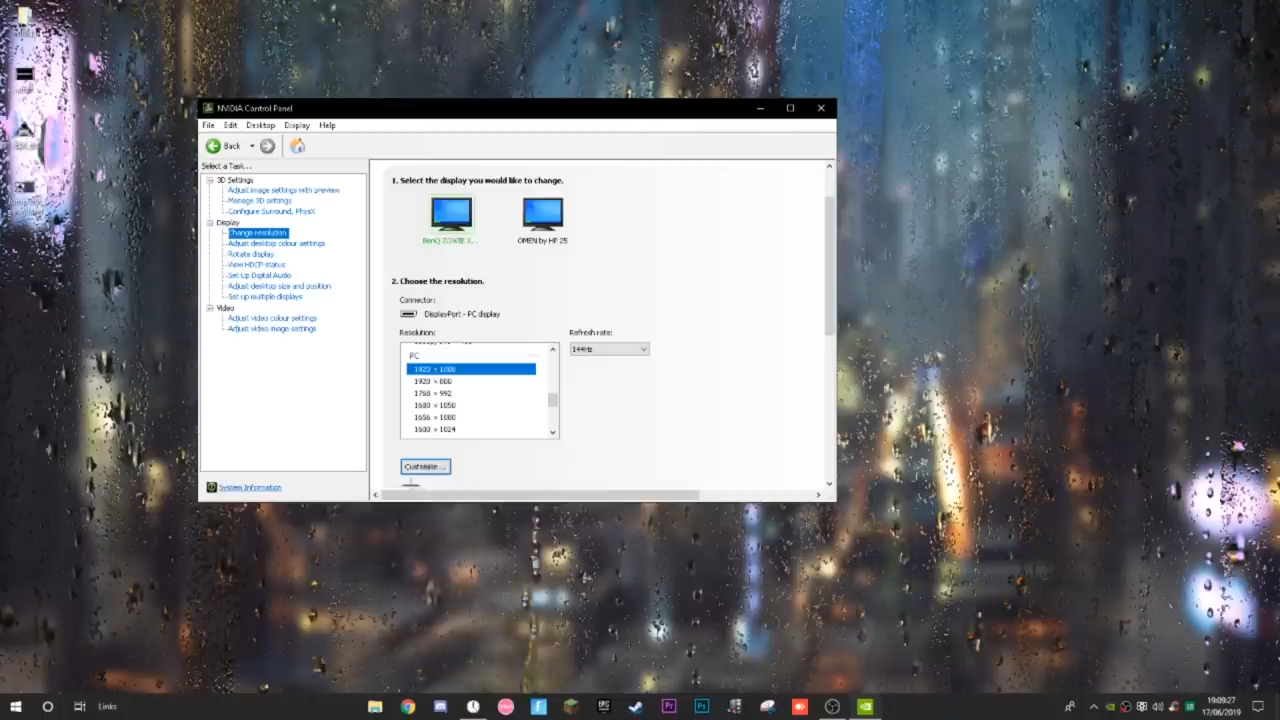 NVIDIA Control Panel
File Edit Desktop Display Help
Back
Select a Task...
3D Settings
Adjust image settings with preview
Manage 3D settings
Configure Surround, PhysX
Display
Change resolution
Adjust desktop colour settings
Rotate display
View HDCP status
Set Up Digital Audio
Adjust desktop size and position
Set up multiple displays
Video
Adjust video colour settings
Adjust video image settings
System Information
1. Select the display you would like to change.
BenQ ZOWIE X... OMEN by HP 25
2. Choose the resolution.
Connector:
DisplayPort - PC display
Resolution: Refresh rate:
144Hz
PC
1920 × 1080
1768 × 992
1680 × 1050
1656 × 1080
1600 × 1024
Customize...
Links
EPIC
Pr
Ps
19:09:27
17/06/2019